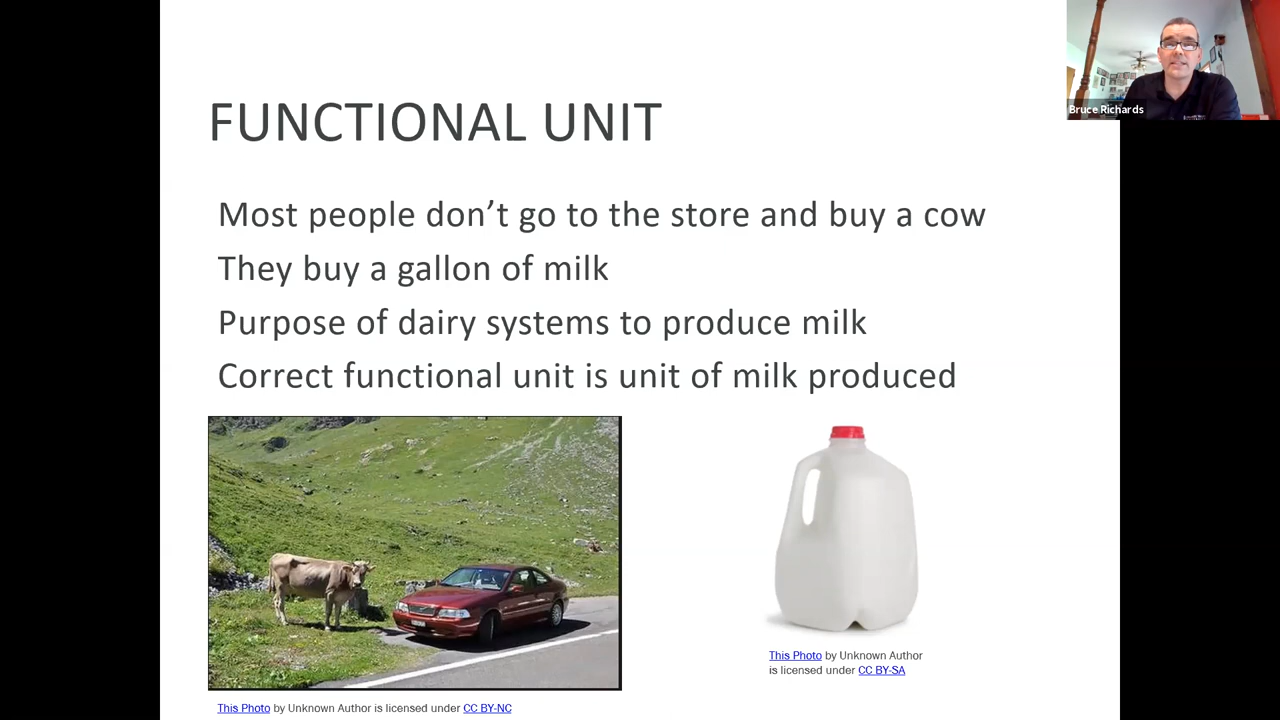 Bruce Richards
FUNCTIONAL UNIT
Most people don’t go to the store and buy a cow
They buy a gallon of milk
Purpose of dairy systems to produce milk
Correct functional unit is unit of milk produced
This Photo by Unknown Author
is licensed under CC BY-SA
This Photo by Unknown Author is licensed under CC BY-NC